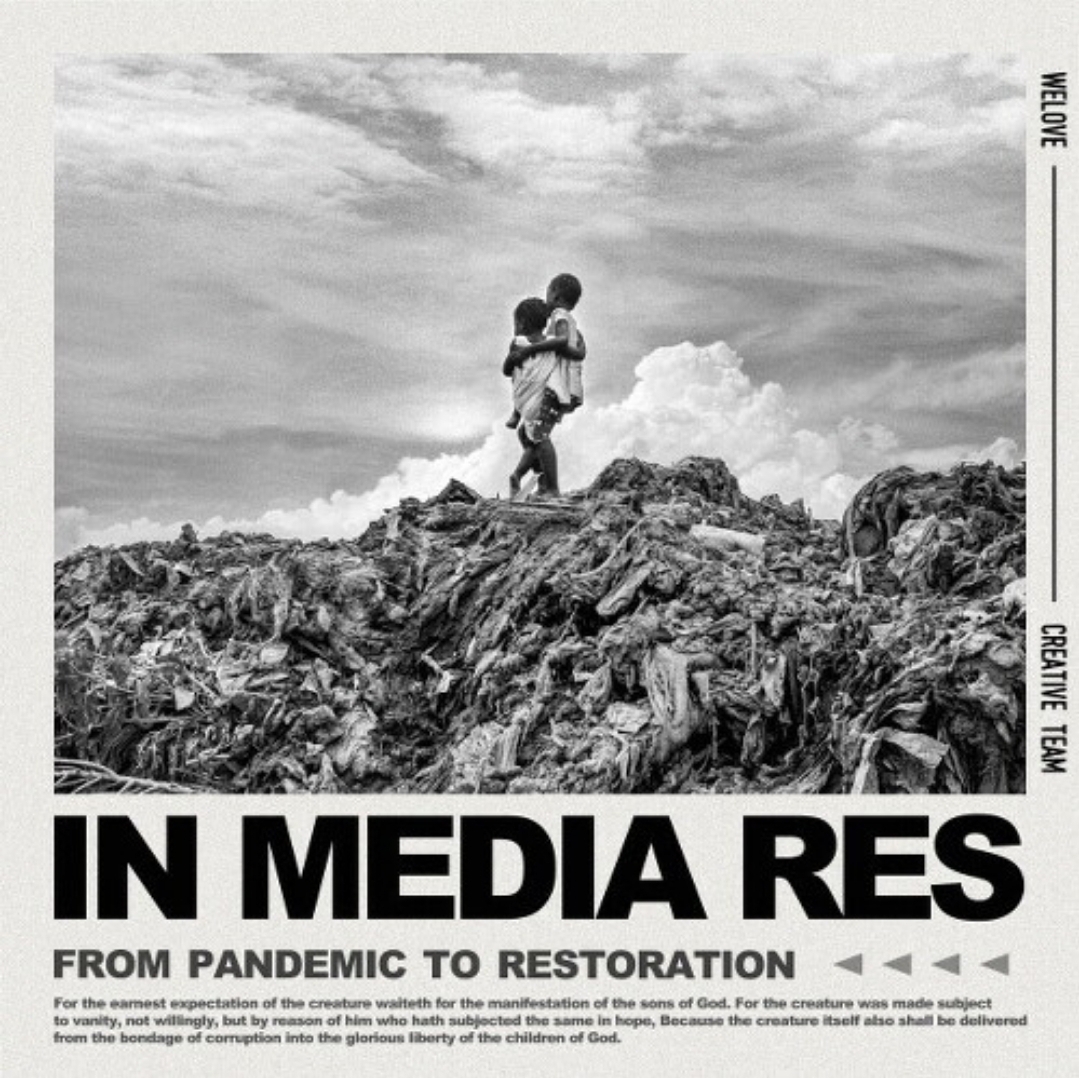 WELOVE
CREATIVE TEAM
IN MEDIA RES
FROM PANDEMIC TO RESTORATION
For the earnest expectation of the creature waiteth for the manifestation of the sons of God. For the creature was made subject
to vanity, not willingly, but by reason of him who hath subjected the same in hope, Because the creature itself also shall be delivered
from the bondage of corruption into the glorious liberty of the children of God.